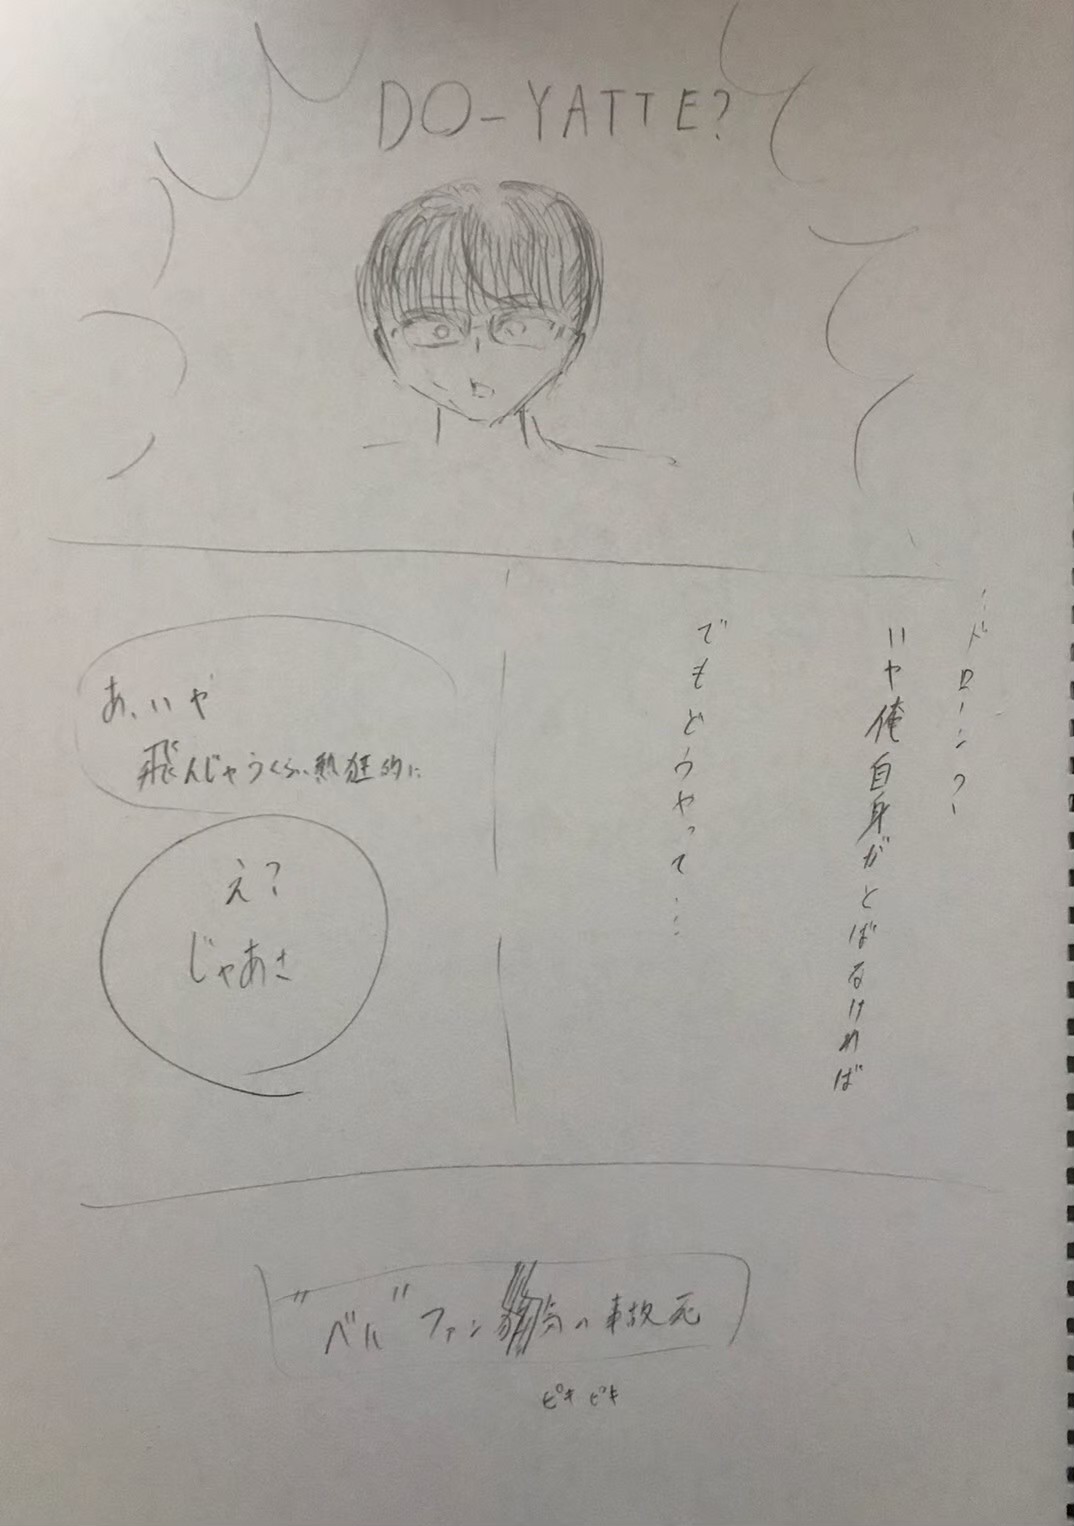 DO-YATTE?
…ドローン?
いや俺自身がとばるければ
でもどうやって……
あ、いや
飛んじゃうくらい熱狂的に
え?
じゃあさ
"ベル"ファン 気の事故死
ピキ ピキ